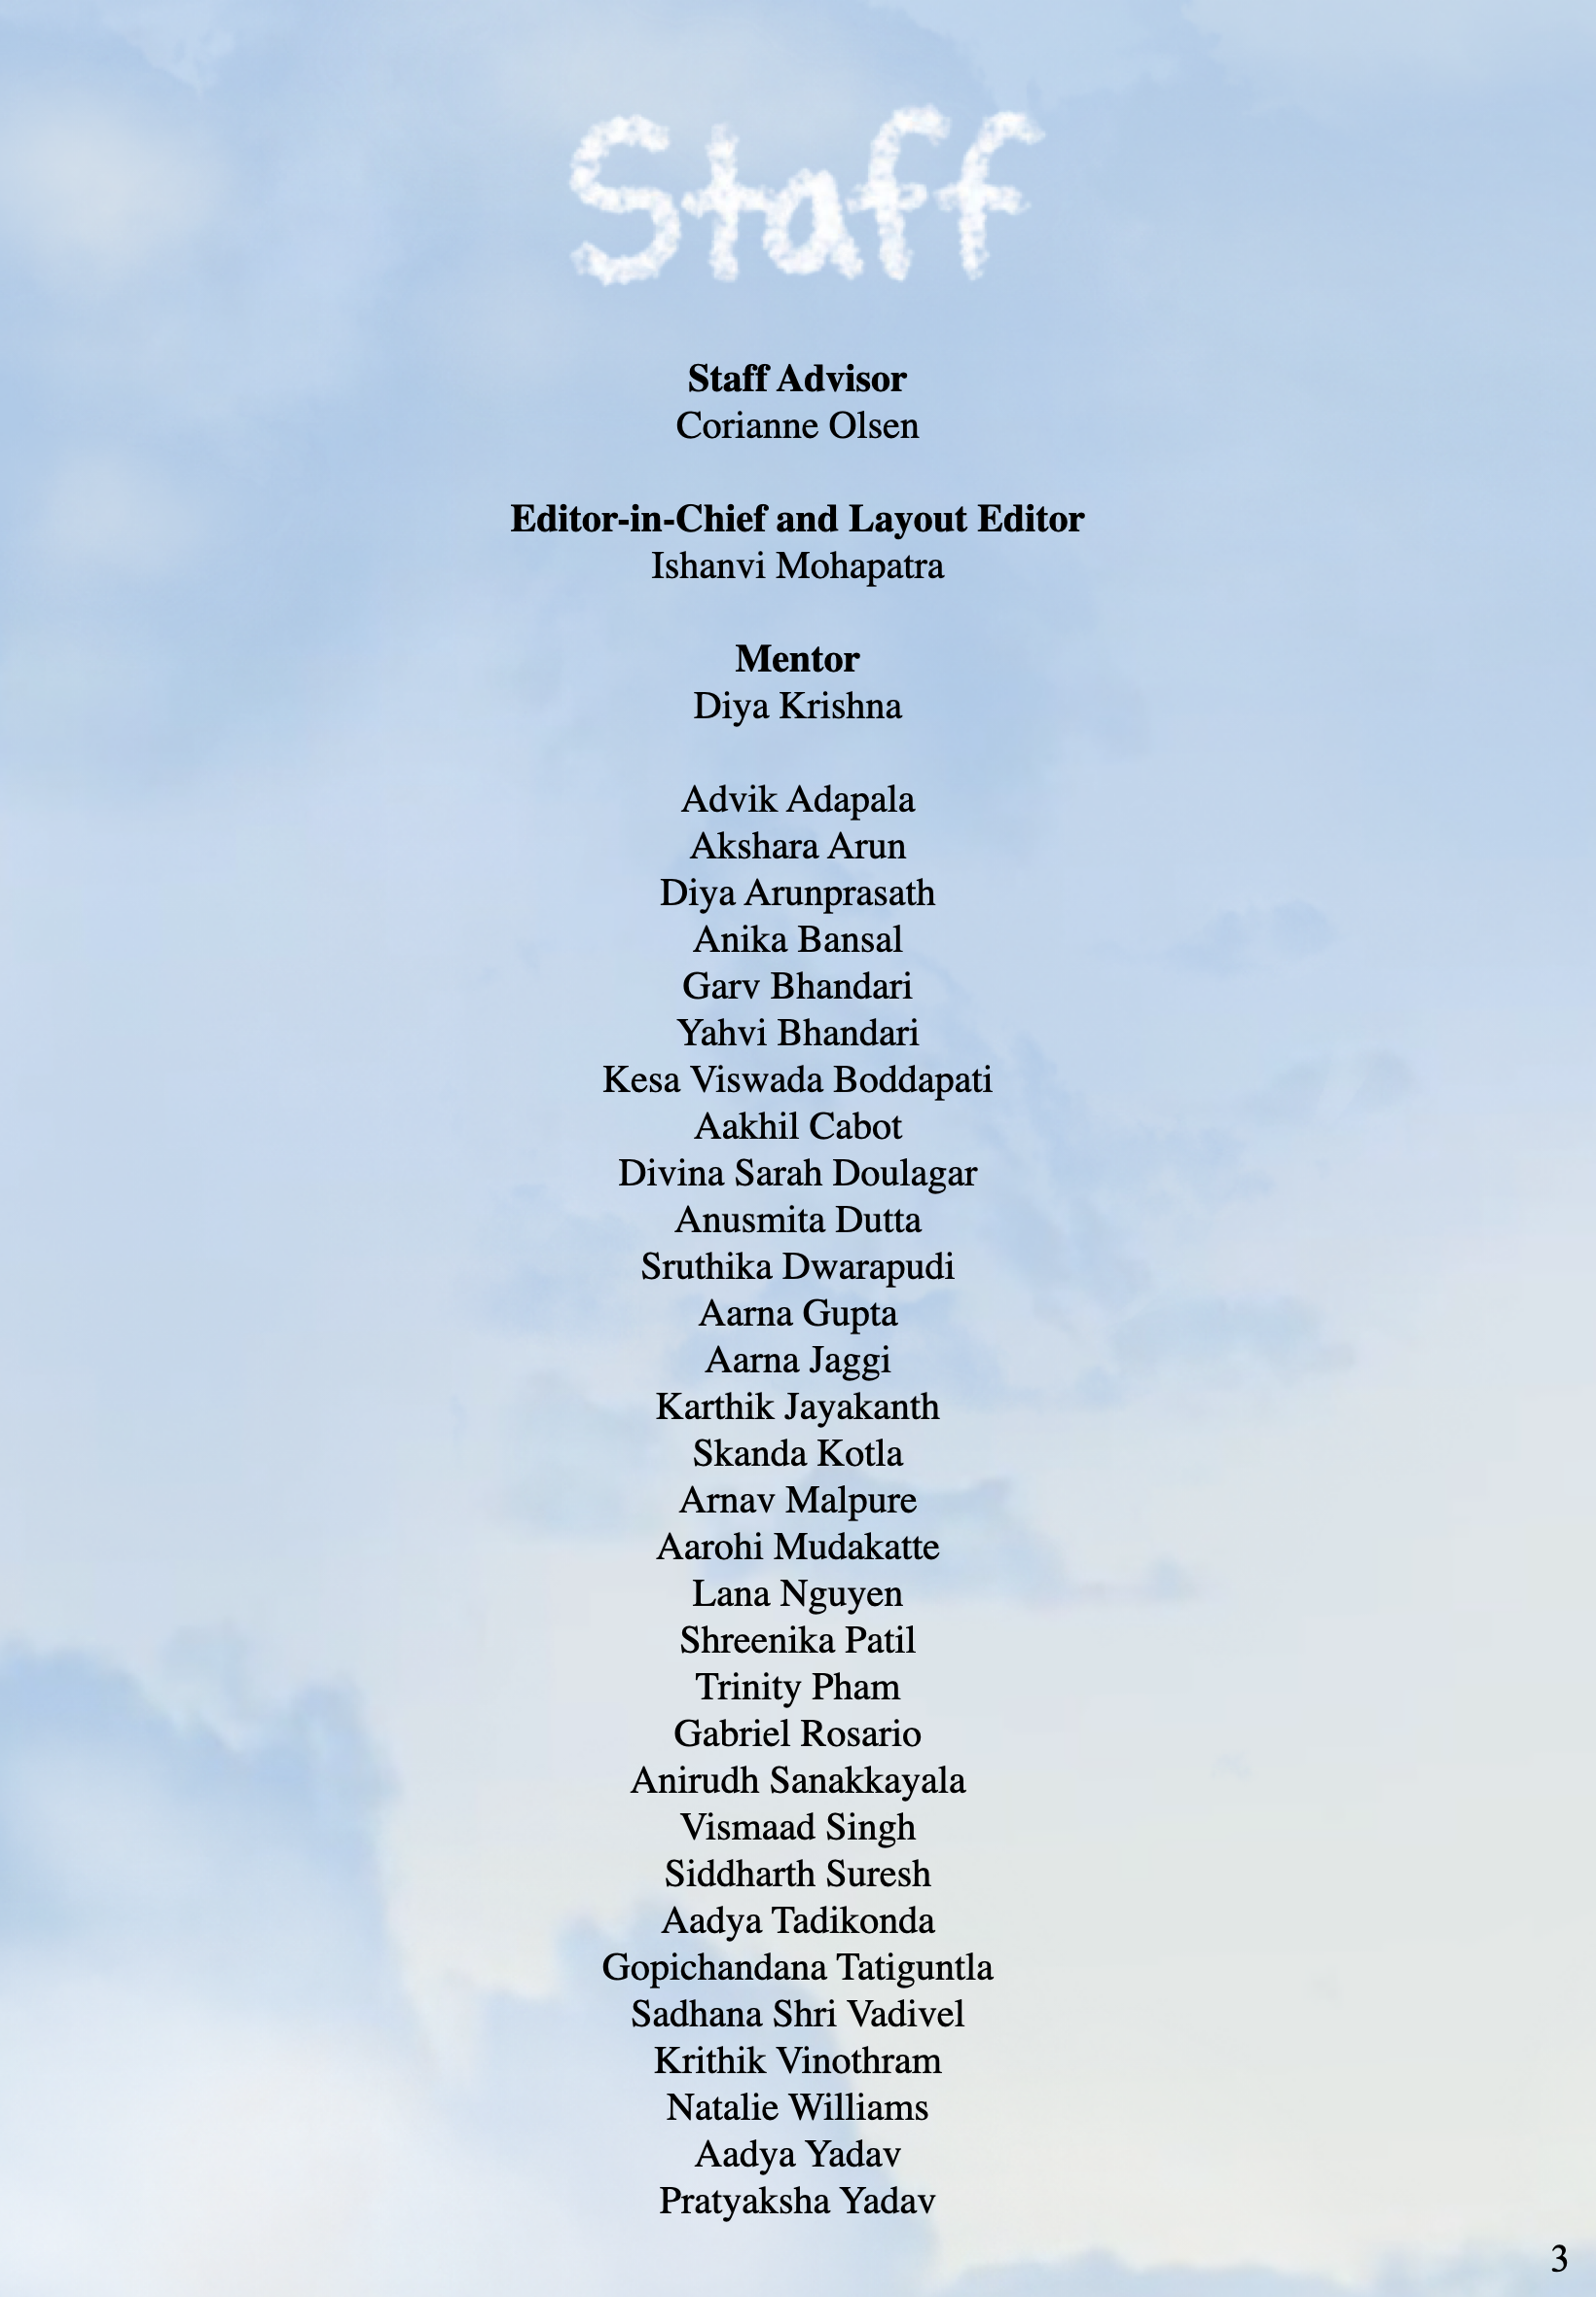 Staff
Staff Advisor
Corianne Olsen
Editor-in-Chief and Layout Editor
Ishanvi Mohapatra
Mentor
Diya Krishna
Advik Adapala
Akshara Arun
Diya Arunprasath
Anika Bansal
Garv Bhandari
Yahvi Bhandari
Kesa Viswada Boddapati
Aakhil Cabot
Divina Sarah Doulagar
Anusmita Dutta
Sruthika Dwarapudi
Aarna Gupta
Aarna Jaggi
Karthik Jayakanth
Skanda Kotla
Arnav Malpure
Aarohi Mudakatte
Lana Nguyen
Shreenika Patil
Trinity Pham
Gabriel Rosario
Anirudh Sanakkayala
Vismaad Singh
Siddharth Suresh
Aadya Tadikonda
Gopichandana Tatiguntla
Sadhana Shri Vadivel
Krithik Vinothram
Natalie Williams
Aadya Yadav
Pratyaksha Yadav
3